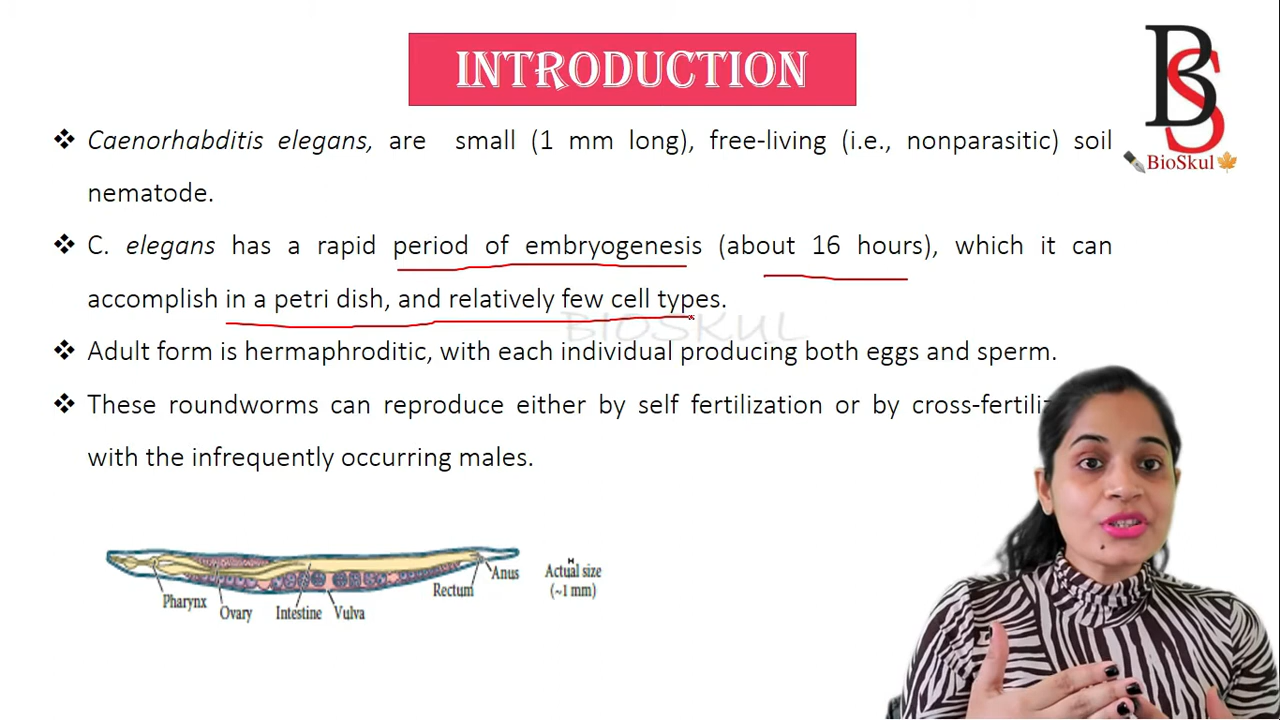 INTRODUCTION
BS
BioSkul
❖ Caenorhabditis elegans, are small (1 mm long), free-living (i.e., nonparasitic) soil
nematode.
❖ C. elegans has a rapid period of embryogenesis (about 16 hours), which it can
accomplish in a petri dish, and relatively few cell types.
BIOSKUL
❖ Adult form is hermaphroditic, with each individual producing both eggs and sperm.
❖ These roundworms can reproduce either by self fertilization or by
with the infrequently occurring males.
Pharynx
Ovary
Intestine
Vulva
Rectum
Anus
Actual size
(~1 mm)